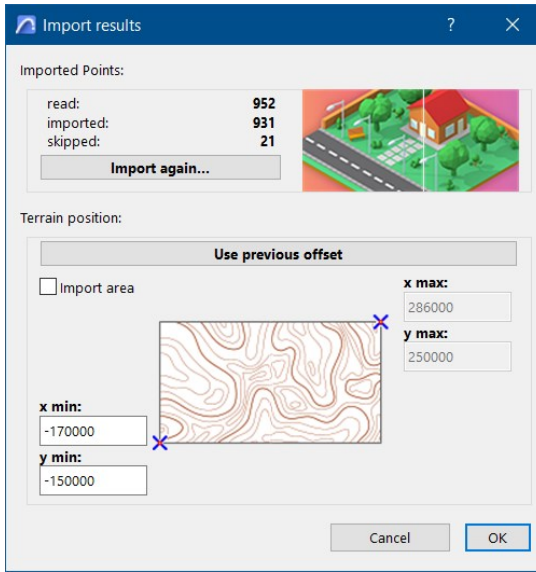 Import results
Imported Points:
read: 952
imported: 931
skipped: 21
Import again...
Terrain position:
Use previous offset
Import area
x max:
286000
y max:
250000
x min:
-170000
y min:
-150000
Cancel OK